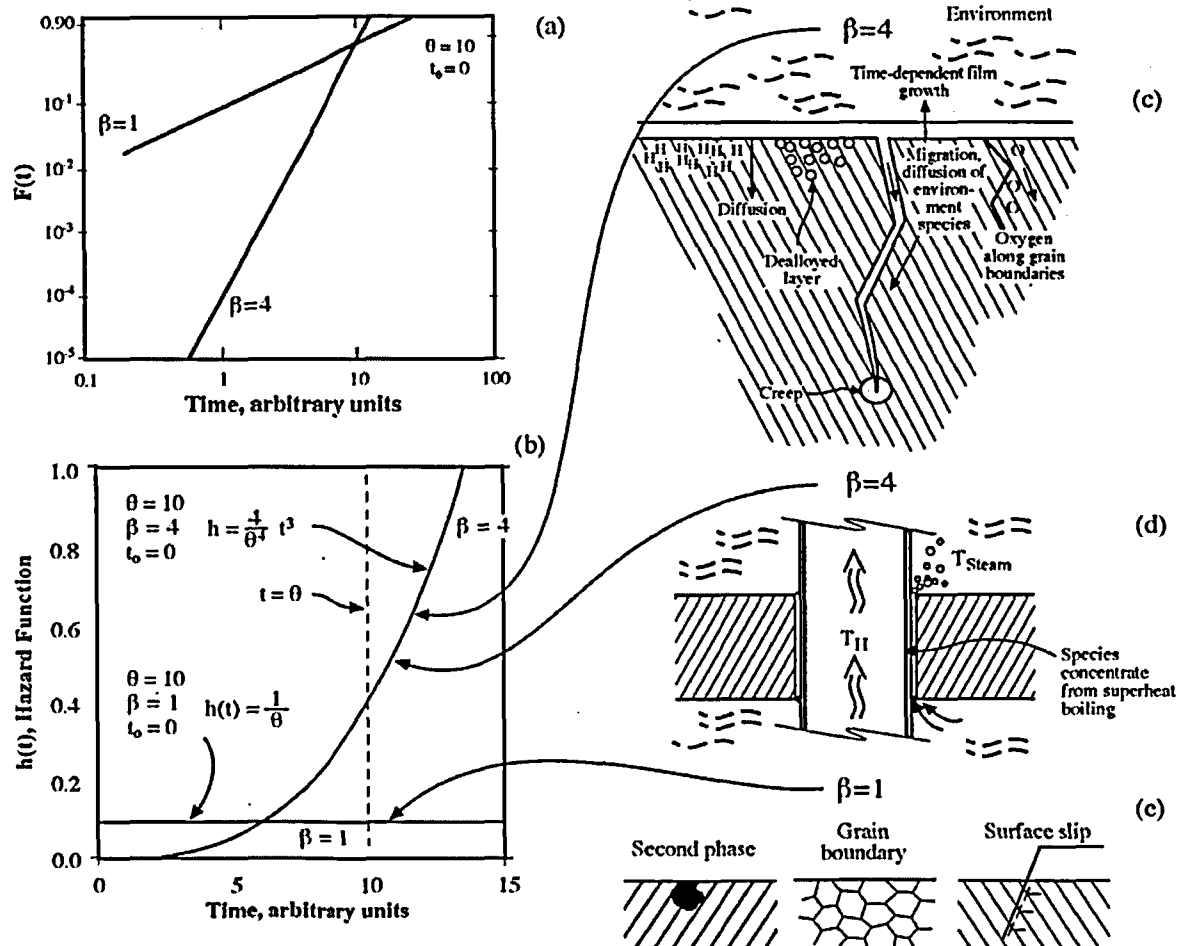 (a)
0.90
10⁻¹
10⁻²
10⁻³
10⁻⁴
10⁻⁵
F(t)
θ = 10
t₀ = 0
β=1
β=4
0.1
1
10
100
Time, arbitrary units
(b)
1.0
0.8
0.6
0.4
0.2
0.0
h(t), Hazard Function
θ = 10
β = 4
t₀ = 0
h = 4/θ⁴ t³
β = 4
t = θ
θ = 10
β = 1
t₀ = 0
h(t) = 1/θ
β = 1
0
5
10
15
Time, arbitrary units
β=4
Environment
(c)
Time-dependent film
growth
H H H H H
H H H H H
Diffusion
Dealloyed
layer
Migration,
diffusion of
environ-
ment
species
O
O
O
Oxygen
along grain
boundaries
Creep
β=4
(d)
T Steam
T H
Species
concentrate
from superheat
boiling
β=1
(e)
Second phase
Grain
boundary
Surface slip